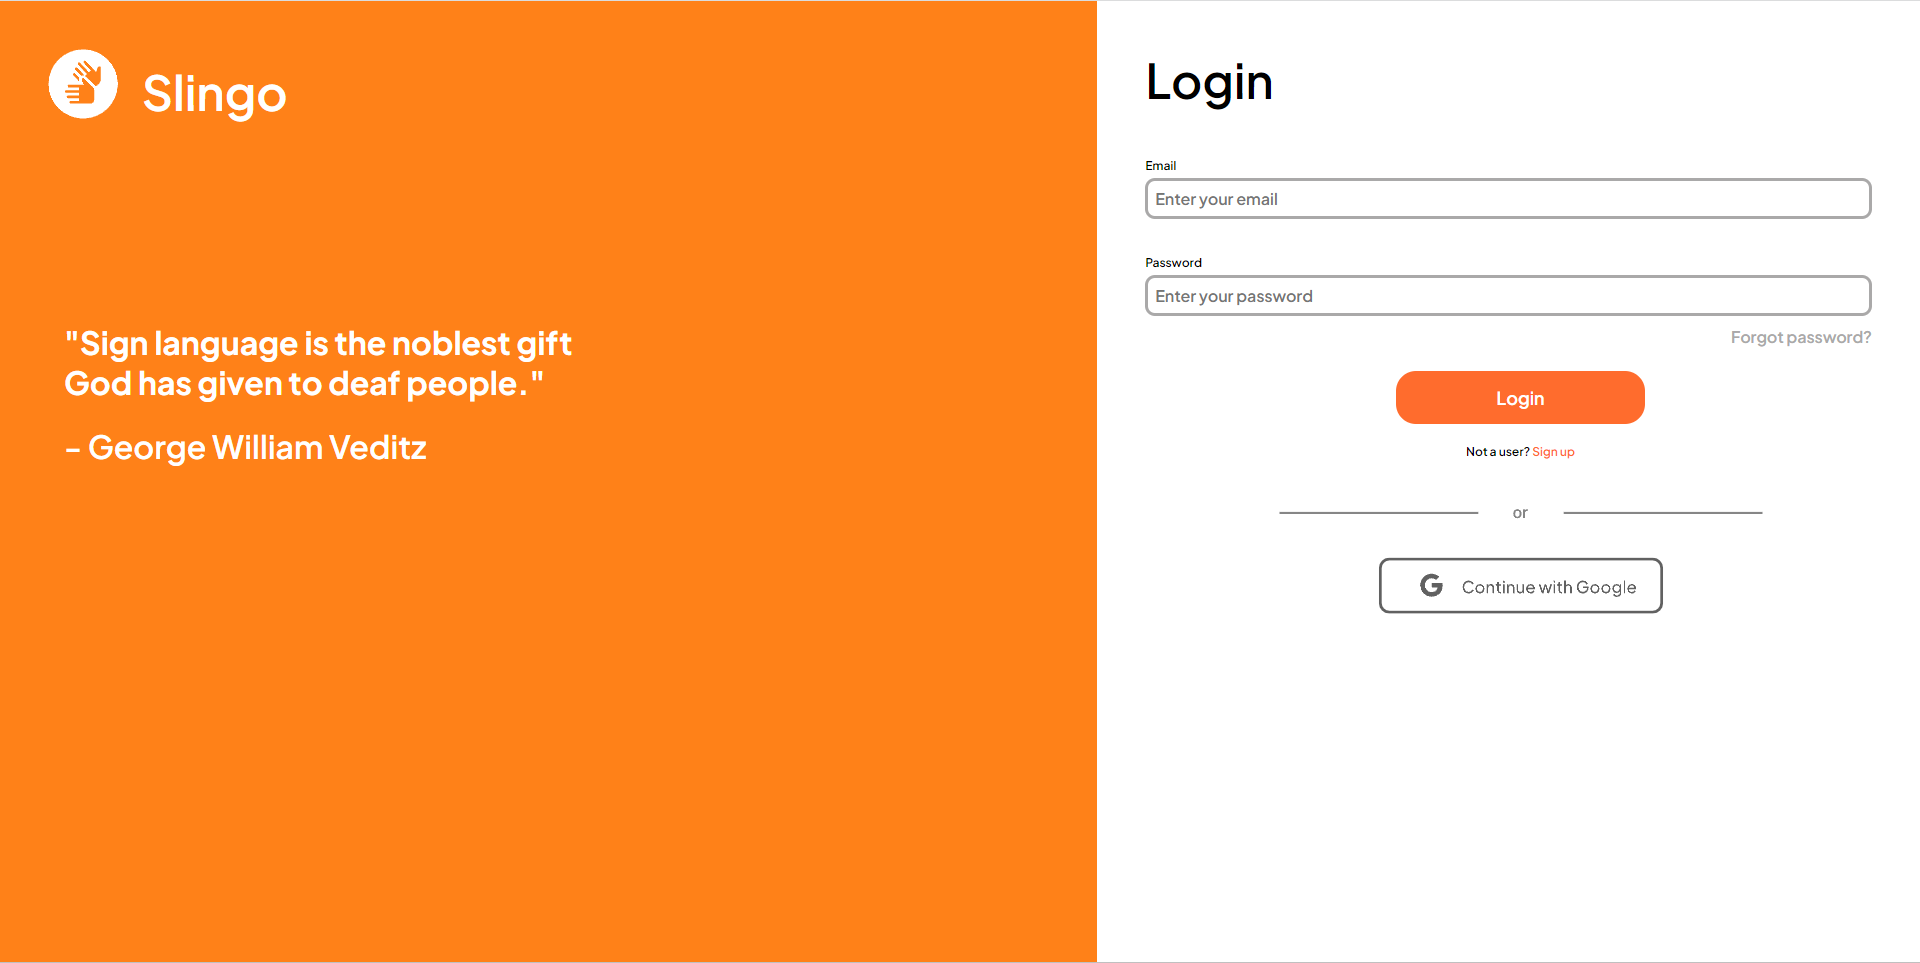 Slingo
"Sign language is the noblest gift
God has given to deaf people."
– George William Veditz
Login
Email
Enter your email
Password
Enter your password
Forgot password?
Login
Not a user? Sign up
or
G Continue with Google